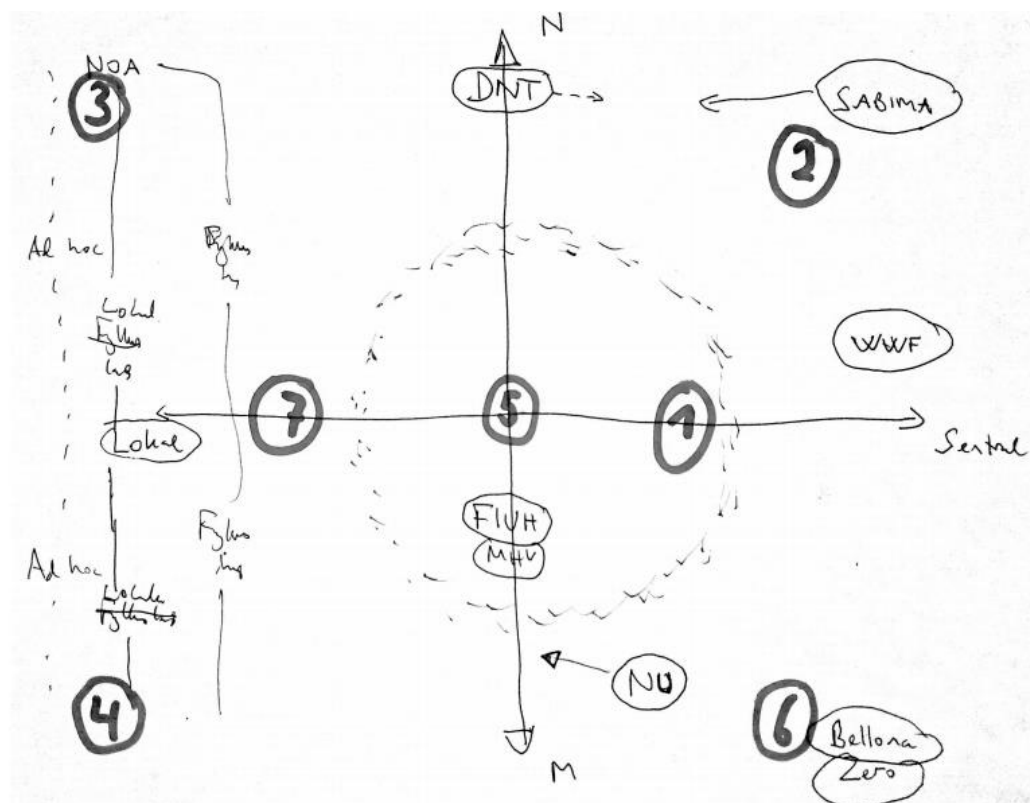 N
NOA
3
DNT
SABIMA
2
Ad hoc
Lokal
WWF
7
5
1
Lokal
Sentral
FIVH
MHV
Fylkes
Ad hoc
NU
4
6
Bellona
Zero
M